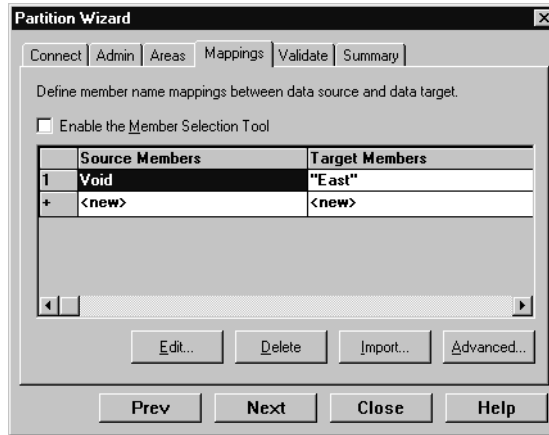 Partition Wizard
Connect Admin Areas Mappings Validate Summary
Define member name mappings between data source and data target.
Enable the Member Selection Tool
Source Members Target Members
1 Void "East"
+ <new> <new>
Edit... Delete Import... Advanced...
Prev Next Close Help